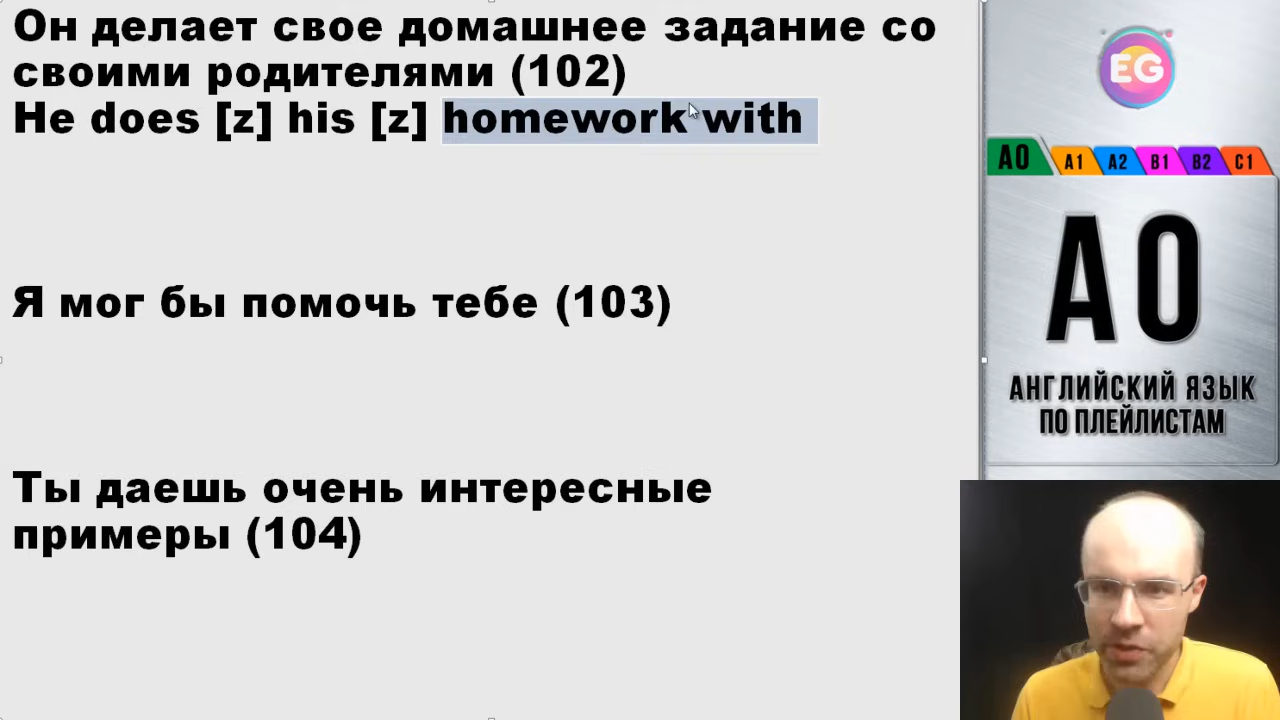 Он делает свое домашнее задание со
своими родителями (102)
He does [z] his [z] homework with
Я мог бы помочь тебе (103)
Ты даешь очень интересные
примеры (104)
EG
A0 A1 A2 B1 B2 C1
A0
АНГЛИЙСКИЙ ЯЗЫК
ПО ПЛЕЙЛИСТАМ